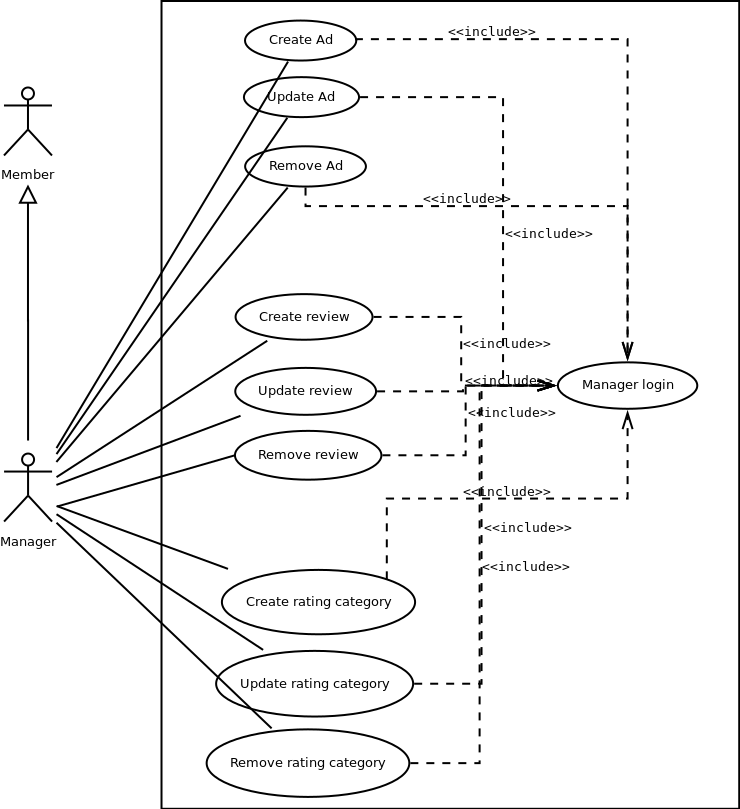 Create Ad
<<include>>
Update Ad
Remove Ad
Member
<<include>>
<<include>>
Create review
<<include>>
<<include>>
Manager login
Update review
<<include>>
Remove review
<<include>>
<<include>>
Manager
<<include>>
Create rating category
Update rating category
Remove rating category